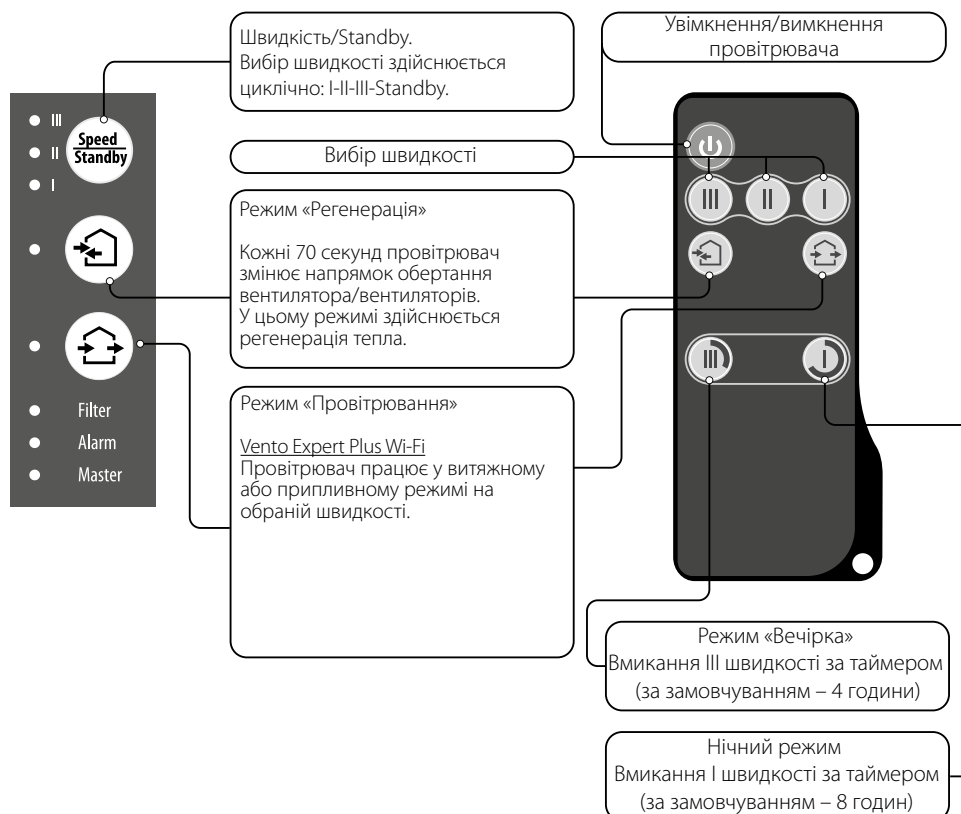 Швидкість/Standby.
Вибір швидкості здійснюється
циклічно: I-II-III-Standby.
Увімкнення/вимкнення
провітрювача
III
II
I
Speed
Standby
Вибір швидкості
III
II
I
Режим «Регенерація»
Кожні 70 секунд провітрювач
змінює напрямок обертання
вентилятора/вентиляторів.
У цьому режимі здійснюється
регенерація тепла.
III
I
Режим «Провітрювання»
Vento Expert Plus Wi-Fi
Провітрювач працює у витяжному
або припливному режимі на
обраній швидкості.
Filter
Alarm
Master
Режим «Вечірка»
Вмикання III швидкості за таймером
(за замовчуванням – 4 години)
Нічний режим
Вмикання I швидкості за таймером
(за замовчуванням – 8 годин)